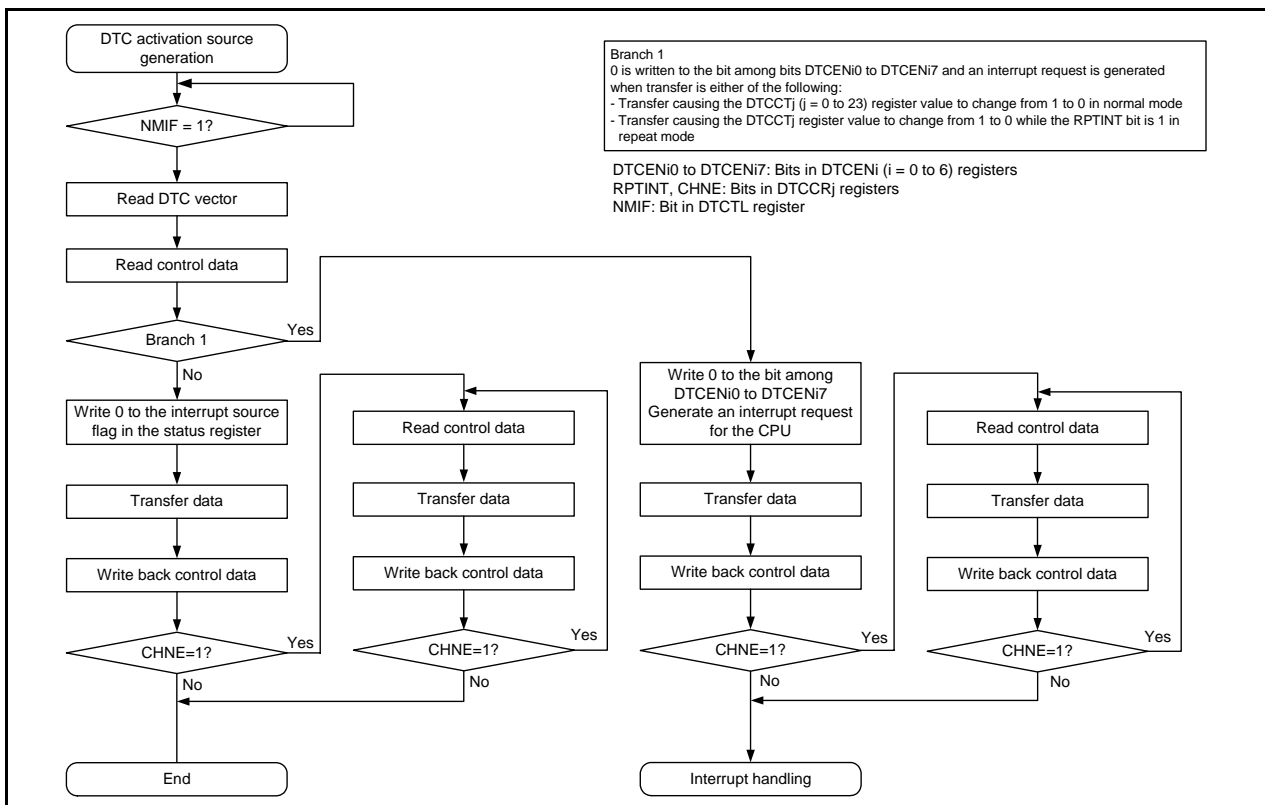 DTC activation source
generation
NMIF = 1?
Read DTC vector
Read control data
Branch 1
Yes
No
Write 0 to the interrupt source
flag in the status register
Transfer data
Write back control data
CHNE=1?
Yes
No
End
Read control data
Transfer data
Write back control data
CHNE=1?
Yes
No
Branch 1
0 is written to the bit among bits DTCENi0 to DTCENi7 and an interrupt request is generated
when transfer is either of the following:
- Transfer causing the DTCCTj (j = 0 to 23) register value to change from 1 to 0 in normal mode
- Transfer causing the DTCCTj register value to change from 1 to 0 while the RPTINT bit is 1 in
repeat mode
DTCENi0 to DTCENi7: Bits in DTCENi (i = 0 to 6) registers
RPTINT, CHNE: Bits in DTCCRj registers
NMIF: Bit in DTCTL register
Write 0 to the bit among
DTCENi0 to DTCENi7
Generate an interrupt request
for the CPU
Transfer data
Write back control data
CHNE=1?
Yes
No
Interrupt handling
Read control data
Transfer data
Write back control data
CHNE=1?
Yes
No